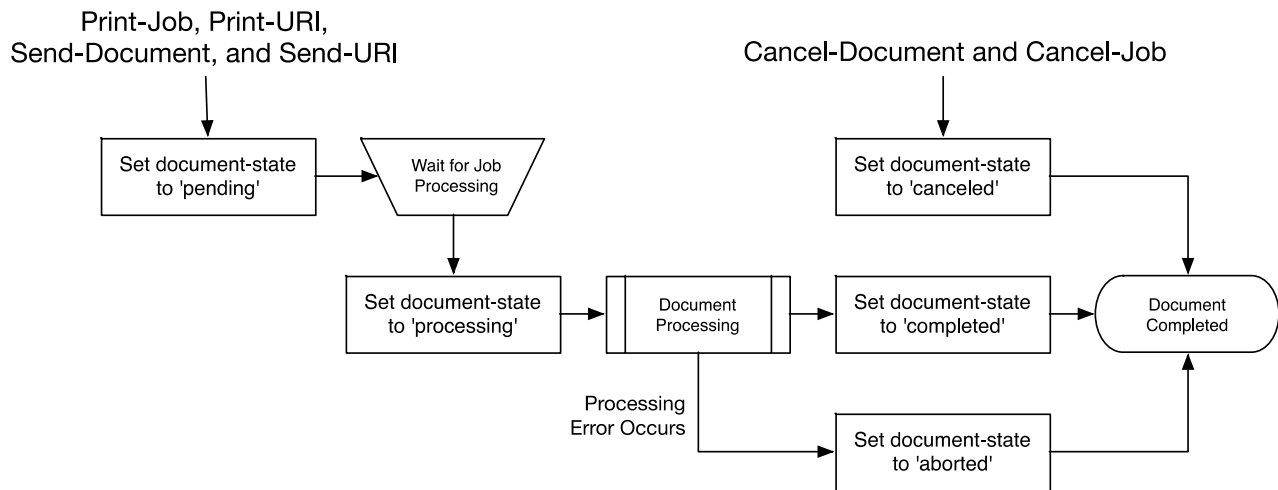 Print-Job, Print-URI,
Send-Document, and Send-URI
Cancel-Document and Cancel-Job
Set document-state
to 'pending'
Wait for Job
Processing
Set document-state
to 'canceled'
Set document-state
to 'processing'
Document
Processing
Set document-state
to 'completed'
Document
Completed
Processing
Error Occurs
Set document-state
to 'aborted'